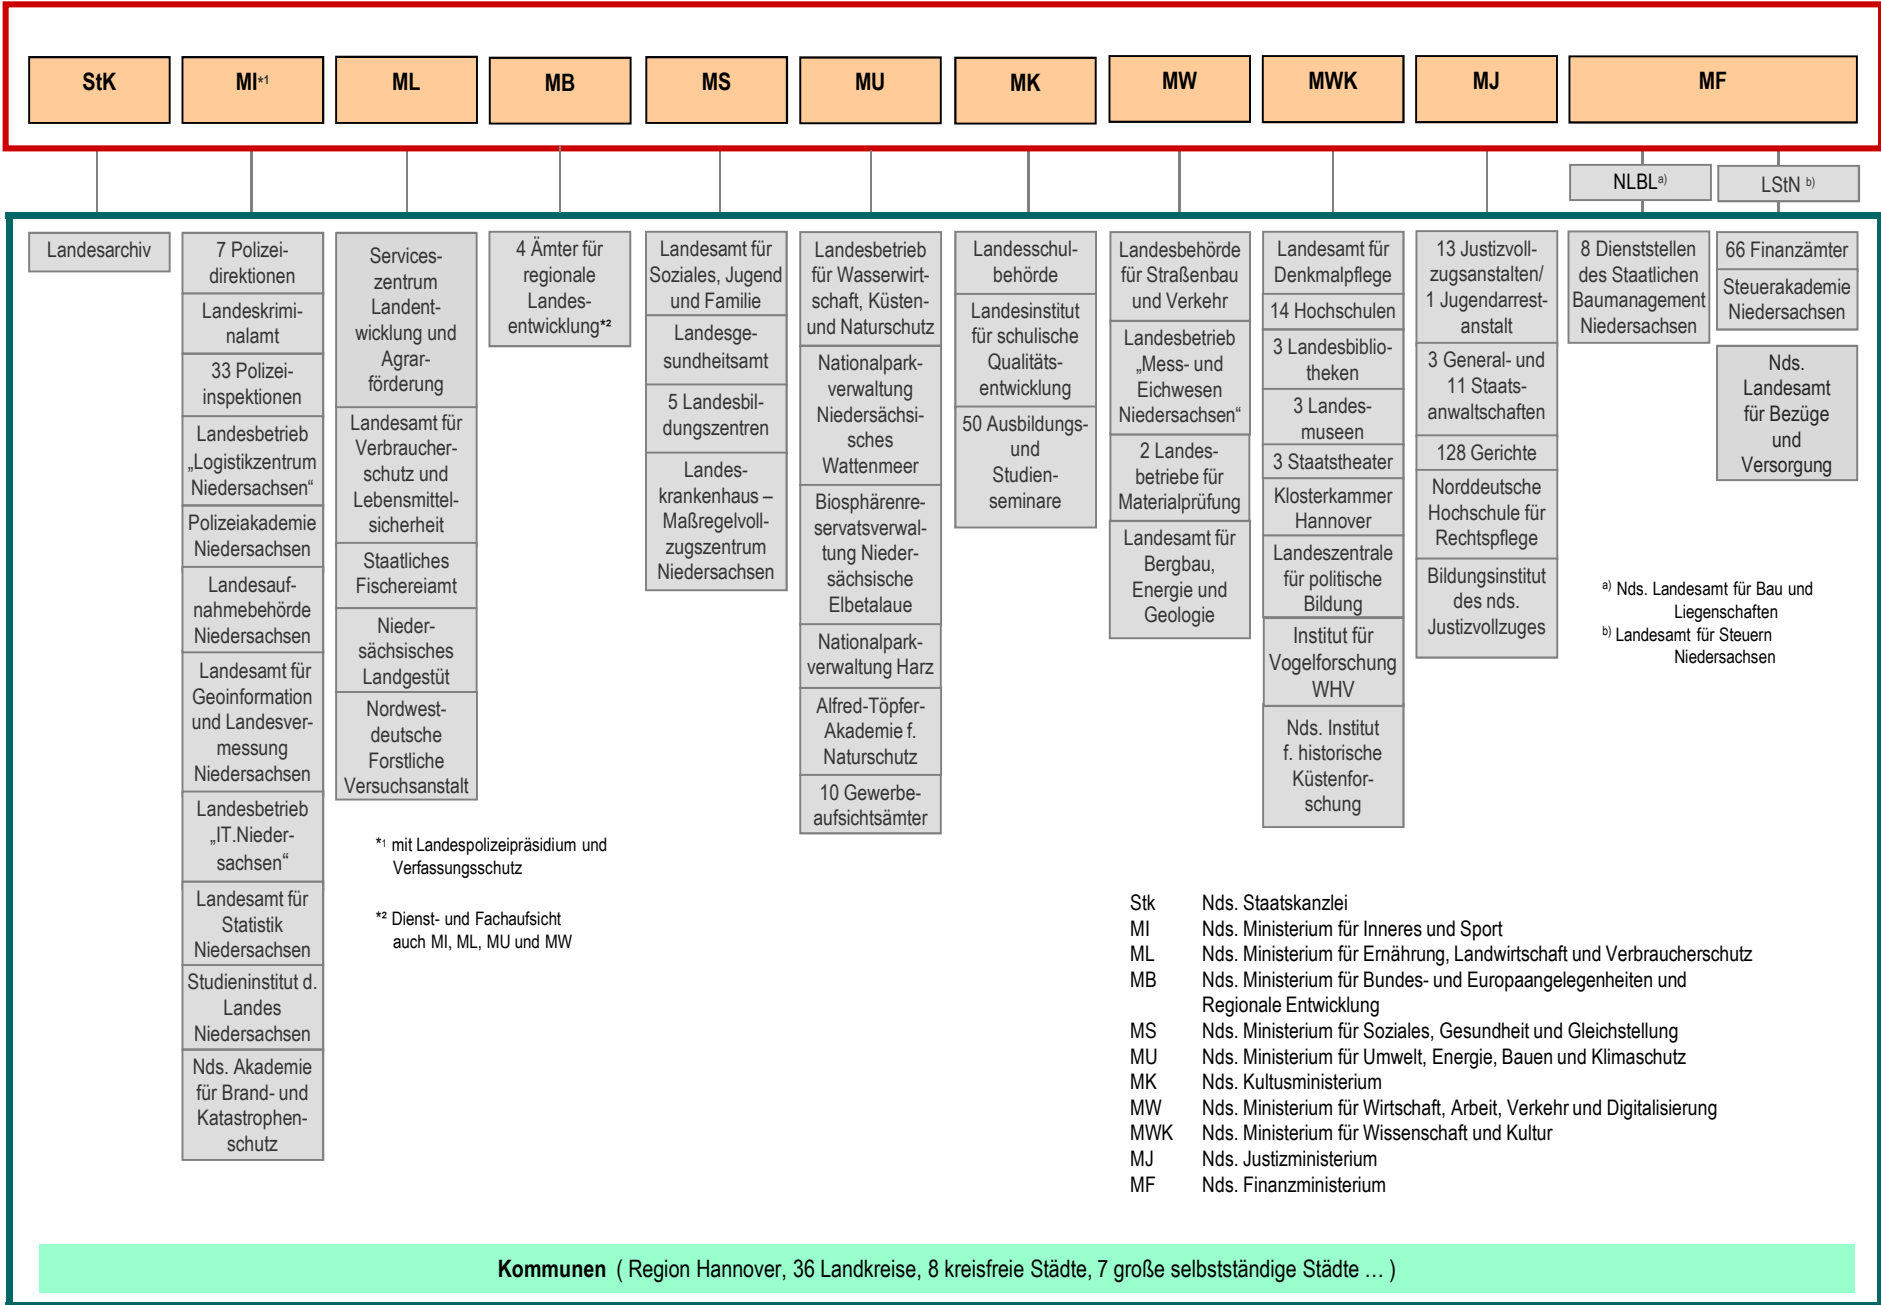 StK
MI*1
ML
MB
MS
MU
MK
MW
MWK
MJ
MF
NLBL a)
LStN b)
Landesarchiv
7 Polizei-
direktionen
Landeskrimi-
nalamt
33 Polizei-
inspektionen
Landesbetrieb
„Logistikzentrum
Niedersachsen“
Polizeiakademie
Niedersachsen
Landesauf-
nahmebehörde
Niedersachsen
Landesamt für
Geoinformation
und Landesver-
messung
Niedersachsen
Landesbetrieb
„IT.Nieder-
sachsen“
Landesamt für
Statistik
Niedersachsen
Studieninstitut d.
Landes
Niedersachsen
Nds. Akademie
für Brand- und
Katastrophen-
schutz
Services-
zentrum
Landent-
wicklung und
Agrar-
förderung
Landesamt für
Verbraucher-
schutz und
Lebensmittel-
sicherheit
Staatliches
Fischereiamt
Nieder-
sächsisches
Landgestüt
Nordwest-
deutsche
Forstliche
Versuchsanstalt
4 Ämter für
regionale
Landes-
entwicklung*²
Landesamt für
Soziales, Jugend
und Familie
Landesge-
sundheitsamt
5 Landesbil-
dungszentren
Landes-
krankenhaus –
Maßregelvoll-
zugszentrum
Niedersachsen
Landesbetrieb
für Wasserwirt-
schaft, Küsten-
und Naturschutz
Nationalpark-
verwaltung
Niedersächsi-
sches
Wattenmeer
Biosphärenre-
servatsverwal-
tung Nieder-
sächsische
Elbetalaue
Nationalpark-
verwaltung Harz
Alfred-Töpfer-
Akademie f.
Naturschutz
10 Gewerbe-
aufsichtsämter
Landesschul-
behörde
Landesinstitut
für schulische
Qualitäts-
entwicklung
50 Ausbildungs-
und
Studien-
seminare
Landesbehörde
für Straßenbau
und Verkehr
Landesbetrieb
„Mess- und
Eichwesen
Niedersachsen“
2 Landes-
betriebe für
Materialprüfung
Landesamt für
Bergbau,
Energie und
Geologie
Landesamt für
Denkmalpflege
14 Hochschulen
3 Landesbiblio-
theken
3 Landes-
museen
3 Staatstheater
Klosterkammer
Hannover
Landeszentrale
für politische
Bildung
Institut für
Vogelforschung
WHV
Nds. Institut
f. historische
Küstenfor-
schung
13 Justizvoll-
zugsanstalten/
1 Jugendarrest-
anstalt
3 General- und
11 Staats-
anwaltschaften
128 Gerichte
Norddeutsche
Hochschule für
Rechtspflege
Bildungsinstitut
des nds.
Justizvollzuges
8 Dienststellen
des Staatlichen
Baumanagement
Niedersachsen
66 Finanzämter
Steuerakademie
Niedersachsen
Nds.
Landesamt
für Bezüge
und
Versorgung
a) Nds. Landesamt für Bau und
Liegenschaften
b) Landesamt für Steuern
Niedersachsen
*1 mit Landespolizeipräsidium und
Verfassungsschutz
*² Dienst- und Fachaufsicht
auch MI, ML, MU und MW
Stk Nds. Staatskanzlei
MI Nds. Ministerium für Inneres und Sport
ML Nds. Ministerium für Ernährung, Landwirtschaft und Verbraucherschutz
MB Nds. Ministerium für Bundes- und Europaangelegenheiten und
Regionale Entwicklung
MS Nds. Ministerium für Soziales, Gesundheit und Gleichstellung
MU Nds. Ministerium für Umwelt, Energie, Bauen und Klimaschutz
MK Nds. Kultusministerium
MW Nds. Ministerium für Wirtschaft, Arbeit, Verkehr und Digitalisierung
MWK Nds. Ministerium für Wissenschaft und Kultur
MJ Nds. Justizministerium
MF Nds. Finanzministerium
Kommunen ( Region Hannover, 36 Landkreise, 8 kreisfreie Städte, 7 große selbstständige Städte … )